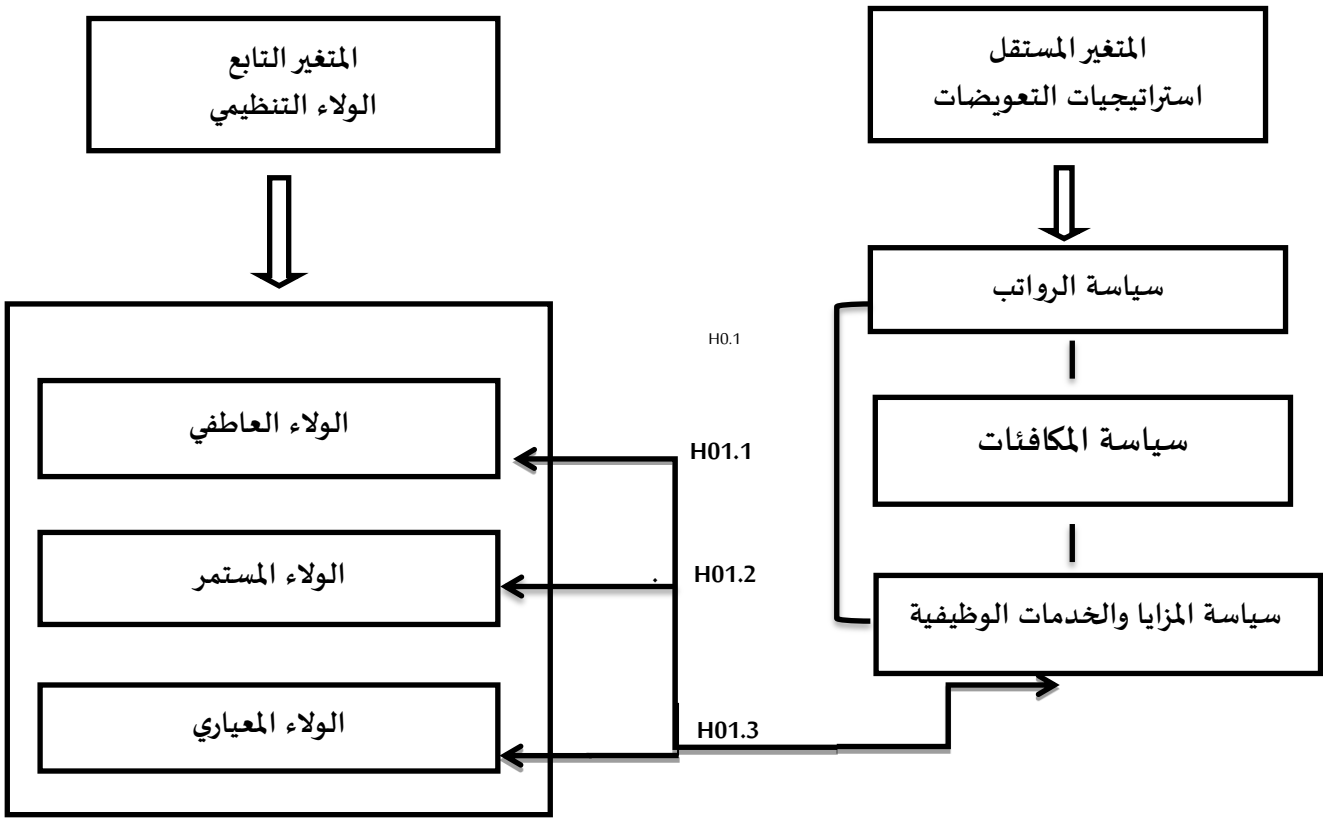 المتغير المستقل
استراتيجيات التعويضات
المتغير التابع
الولاء التنظيمي
سياسة الرواتب
H0.1
سياسة المكافئات
الولاء العاطفي
H01.1
سياسة المزايا والخدمات الوظيفية
الولاء المستمر
H01.2
.
الولاء المعياري
H01.3